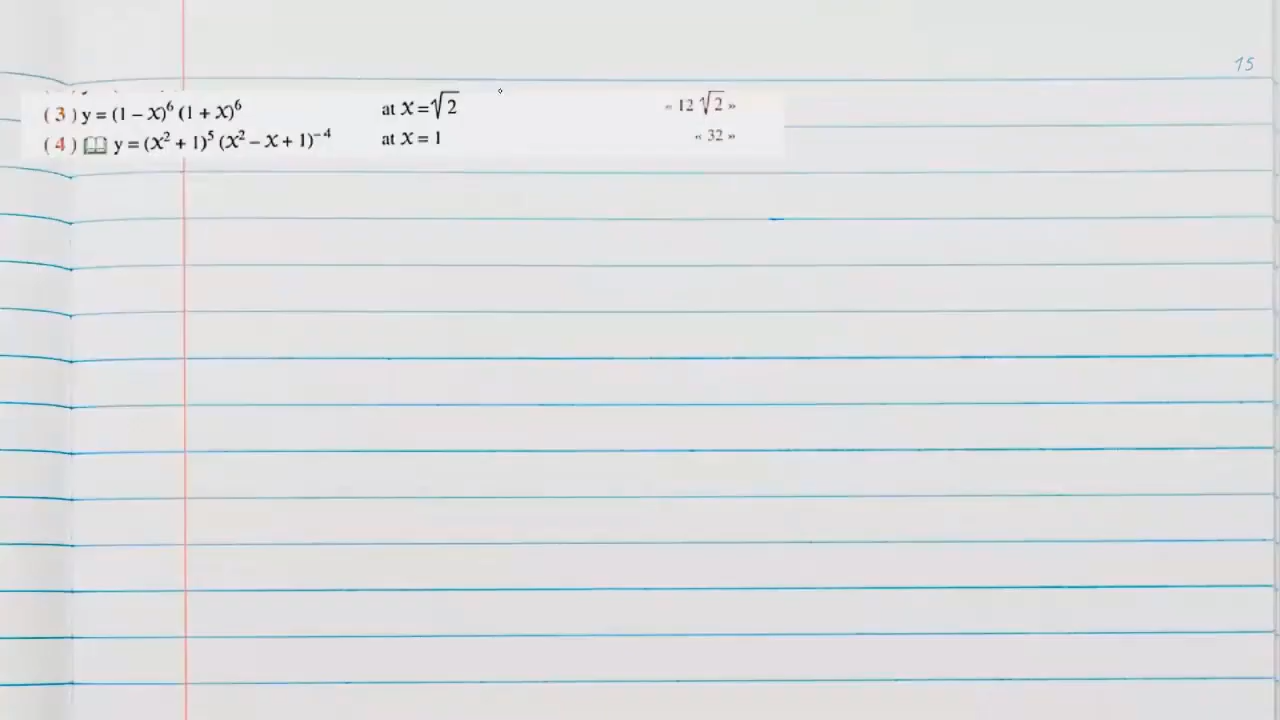 15
(3) y = (1 – x)⁶ (1 + x)⁶ at x = √2 « 12 √2 »
(4) y = (x² + 1)⁵ (x² – x + 1)⁻⁴ at x = 1 « 32 »